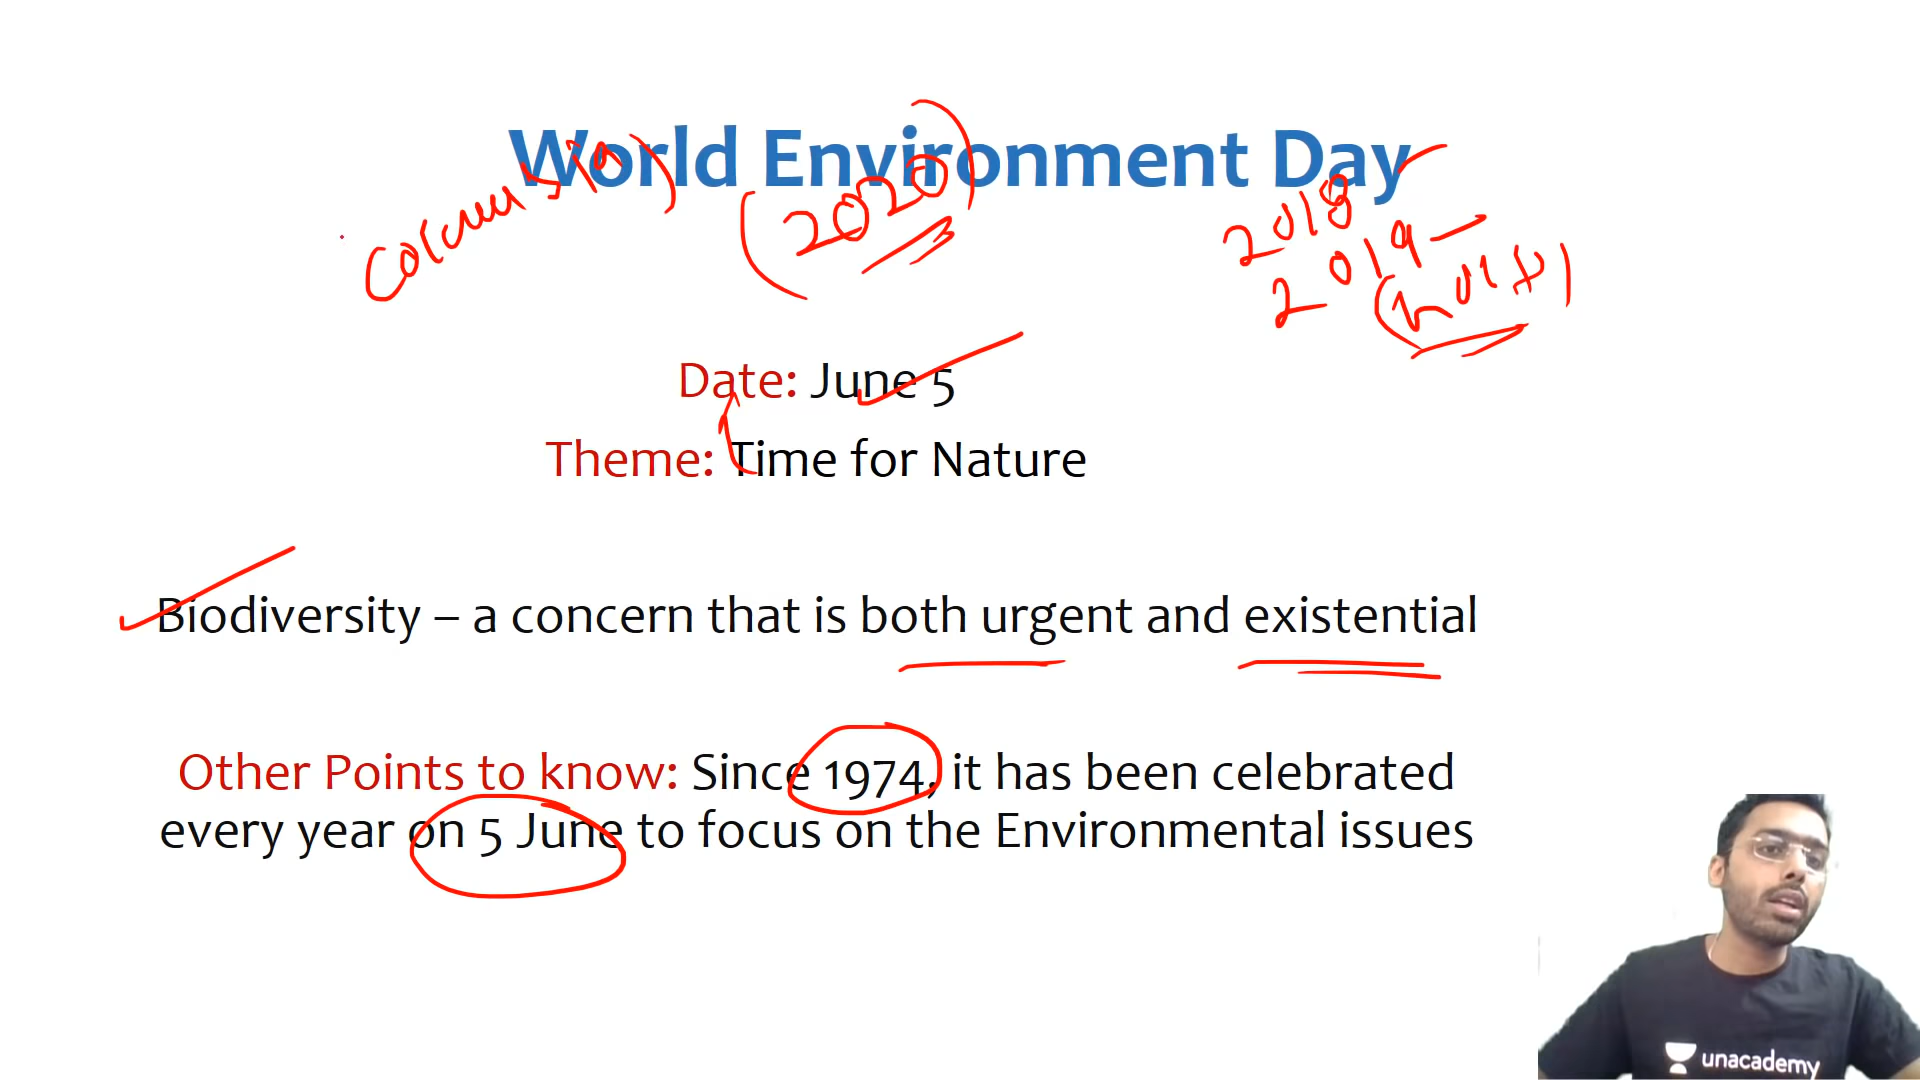 World Environment Day
(2020)
2018
2019
Date: June 5
Theme: Time for Nature
Biodiversity – a concern that is both urgent and existential
Other Points to know: Since 1974, it has been celebrated
every year on 5 June to focus on the Environmental issues
unacademy